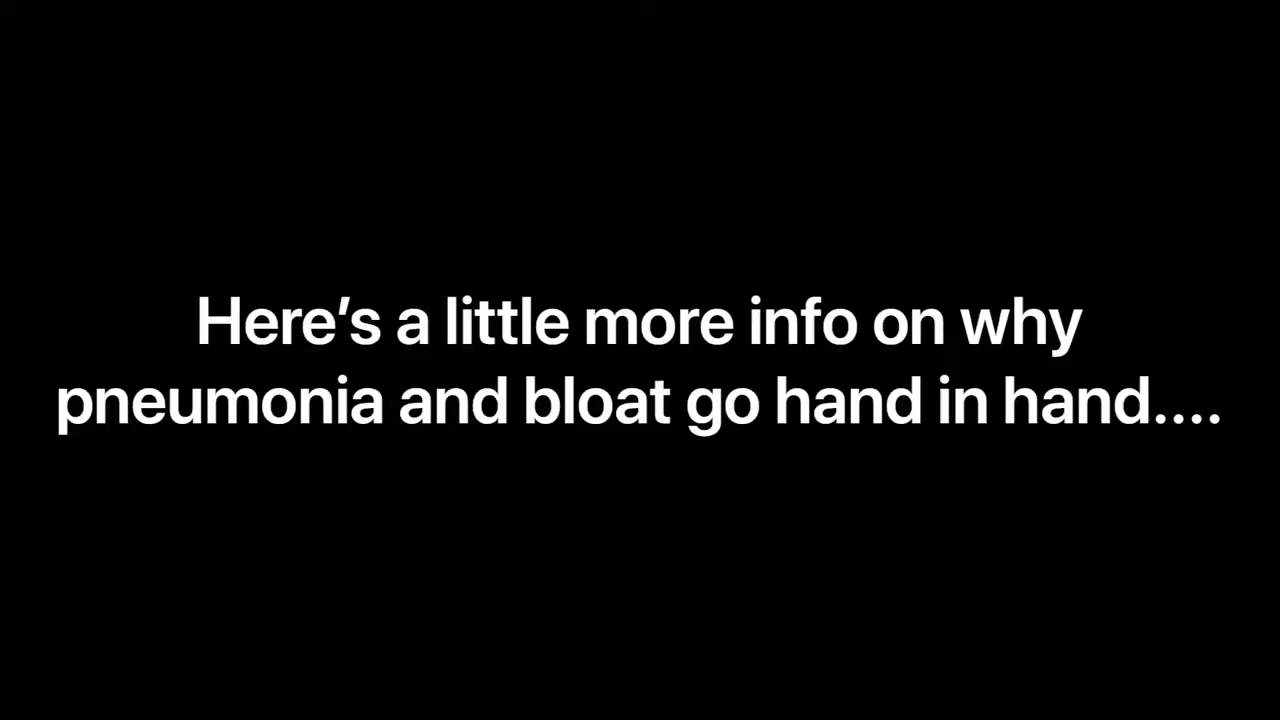 Here’s a little more info on why
pneumonia and bloat go hand in hand....